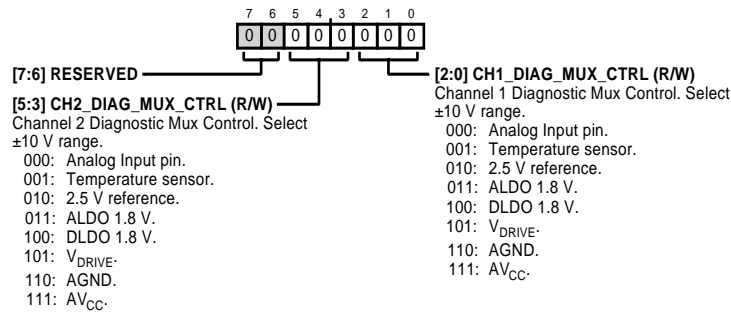 7 6 5 4 3 2 1 0
0 0 0 0 0 0 0 0
[7:6] RESERVED
[5:3] CH2_DIAG_MUX_CTRL (R/W)
Channel 2 Diagnostic Mux Control. Select
±10 V range.
000: Analog Input pin.
001: Temperature sensor.
010: 2.5 V reference.
011: ALDO 1.8 V.
100: DLDO 1.8 V.
101: VDRIVE.
110: AGND.
111: AVCC.
[2:0] CH1_DIAG_MUX_CTRL (R/W)
Channel 1 Diagnostic Mux Control. Select
±10 V range.
000: Analog Input pin.
001: Temperature sensor.
010: 2.5 V reference.
011: ALDO 1.8 V.
100: DLDO 1.8 V.
101: VDRIVE.
110: AGND.
111: AVCC.